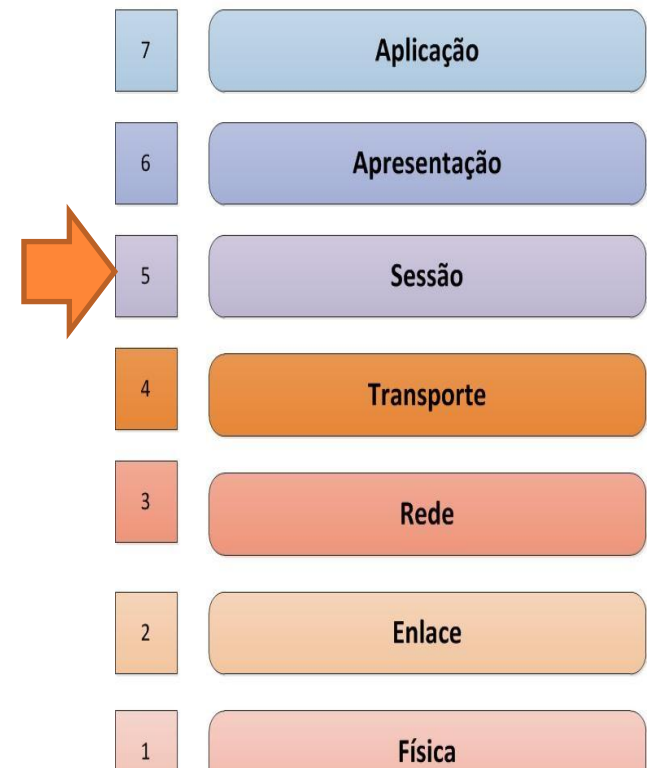 7 Aplicação
6 Apresentação
5 Sessão
4 Transporte
3 Rede
2 Enlace
1 Física